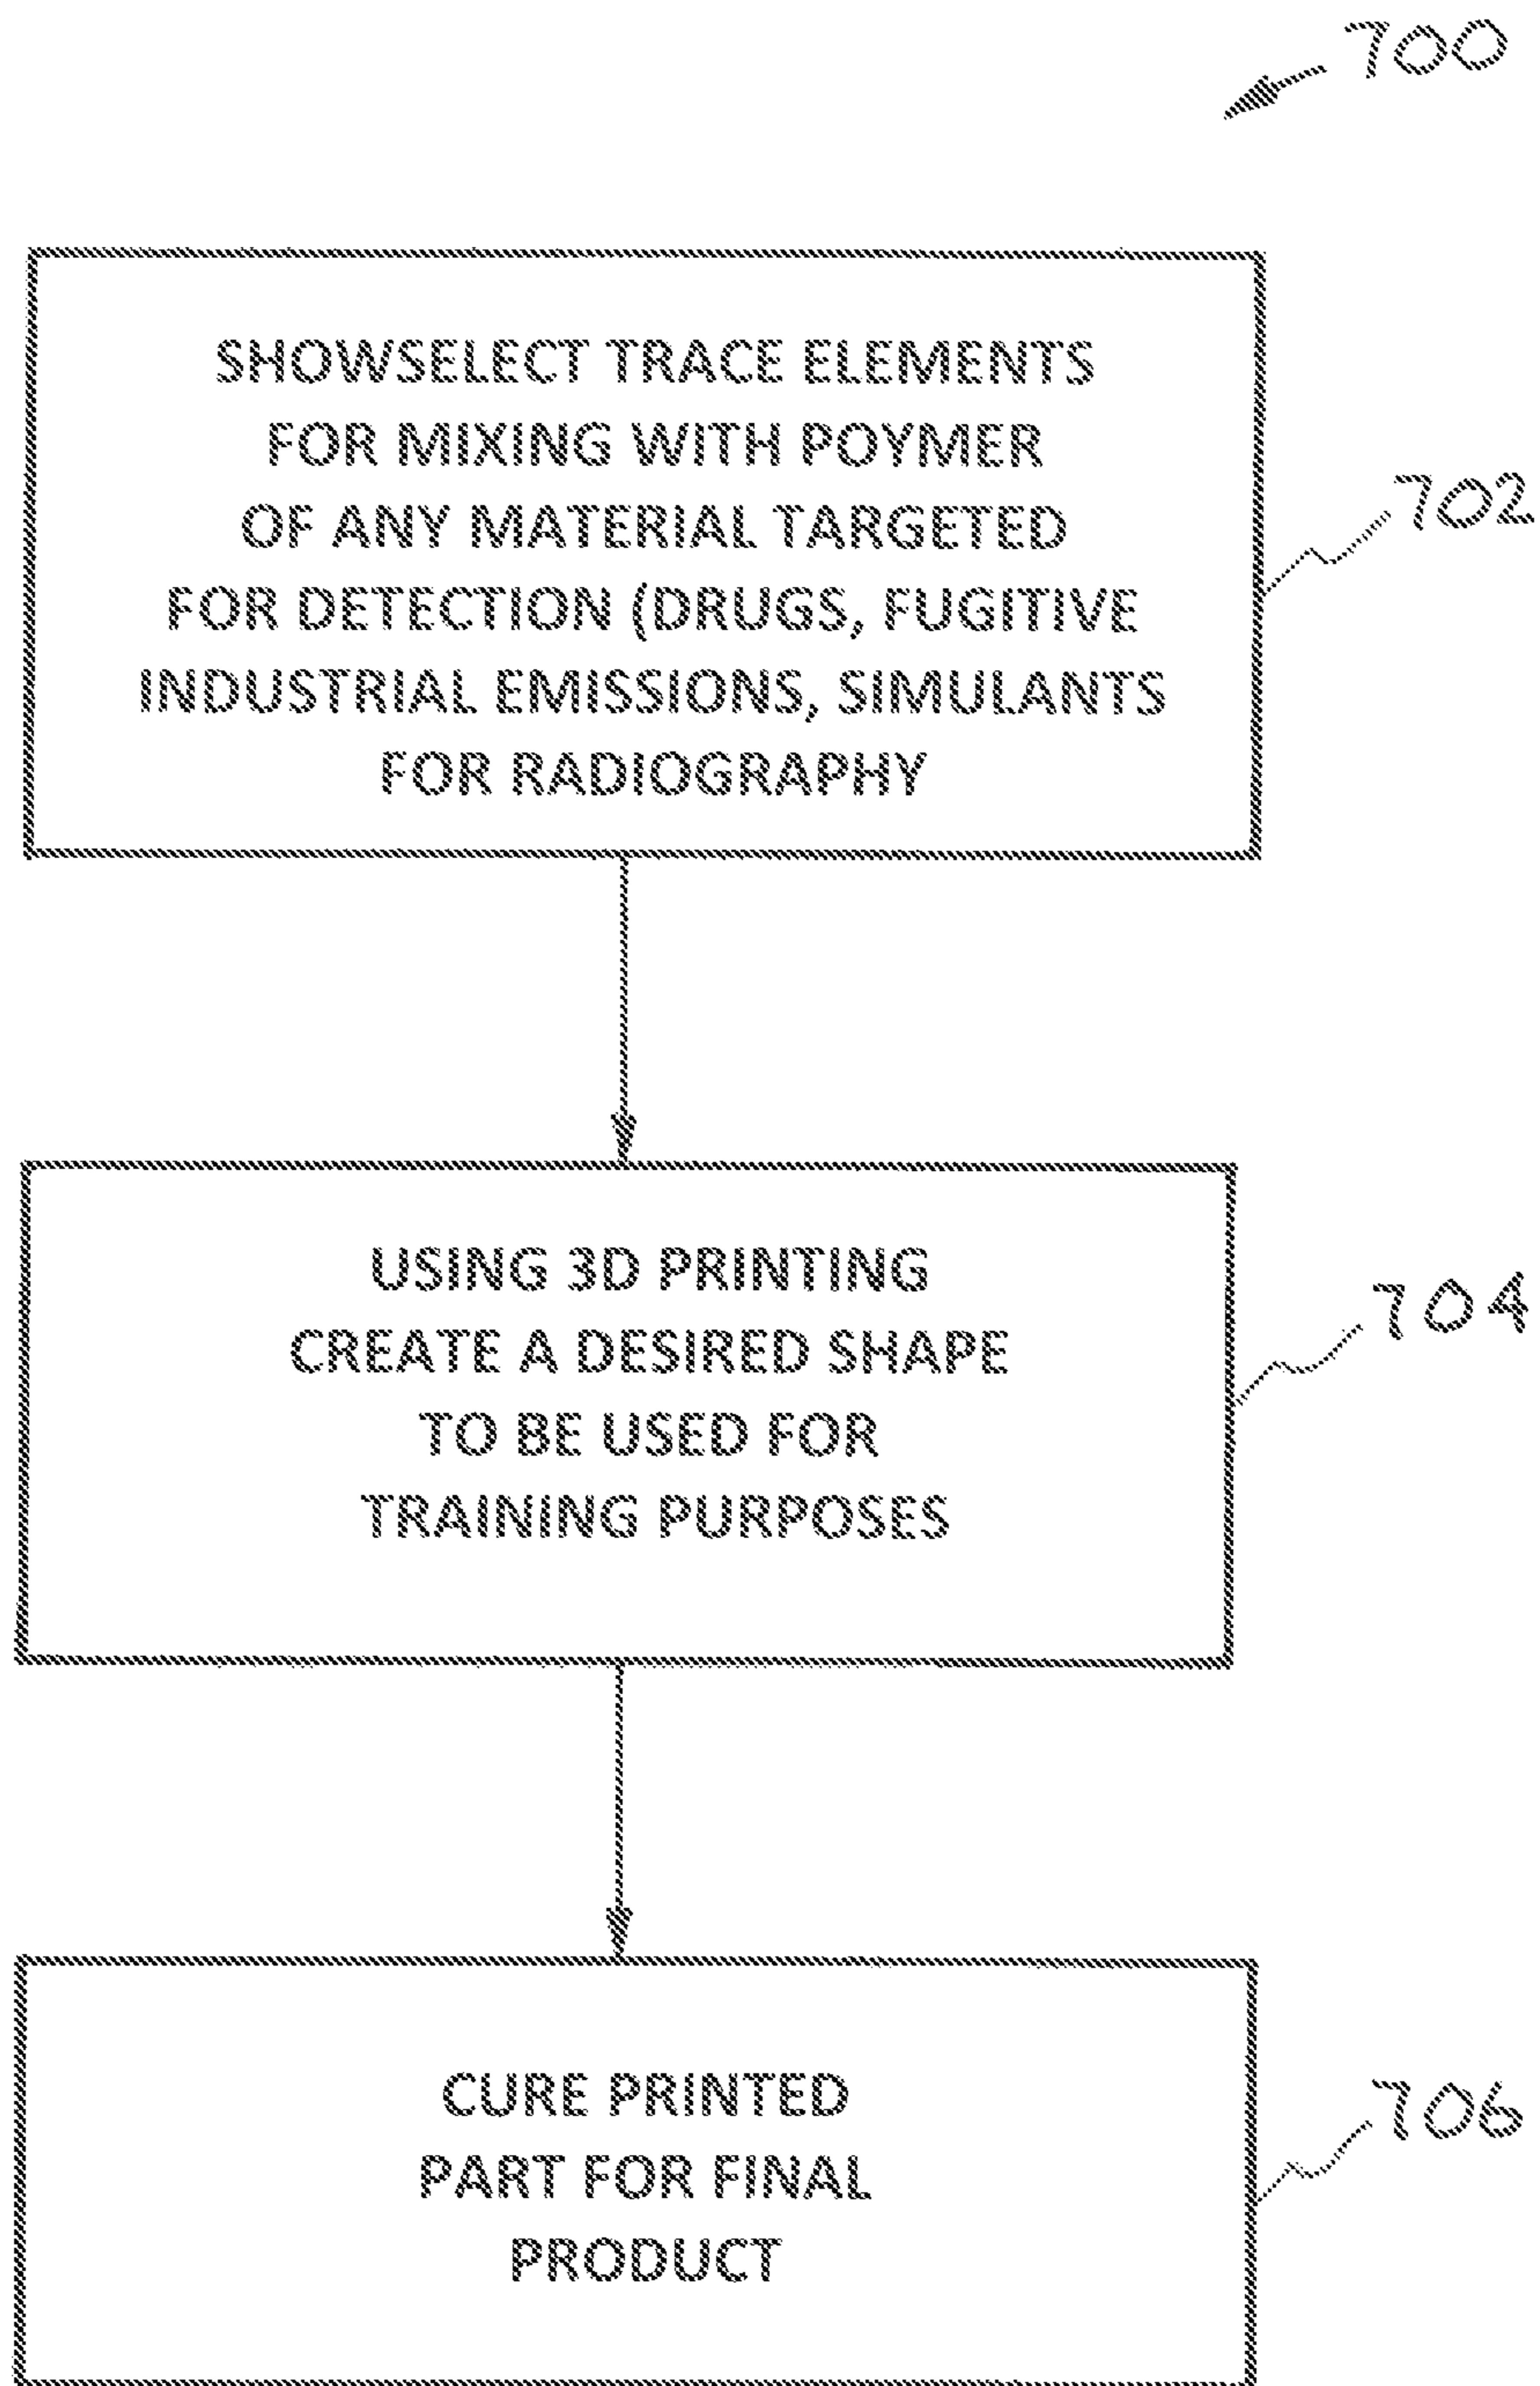 700
SHOWSELECT TRACE ELEMENTS
FOR MIXING WITH POYMER
OF ANY MATERIAL TARGETED
FOR DETECTION (DRUGS, FUGITIVE
INDUSTRIAL EMISSIONS, SIMULANTS
FOR RADIOGRAPHY
702
USING 3D PRINTING
CREATE A DESIRED SHAPE
TO BE USED FOR
TRAINING PURPOSES
704
CURE PRINTED
PART FOR FINAL
PRODUCT
706